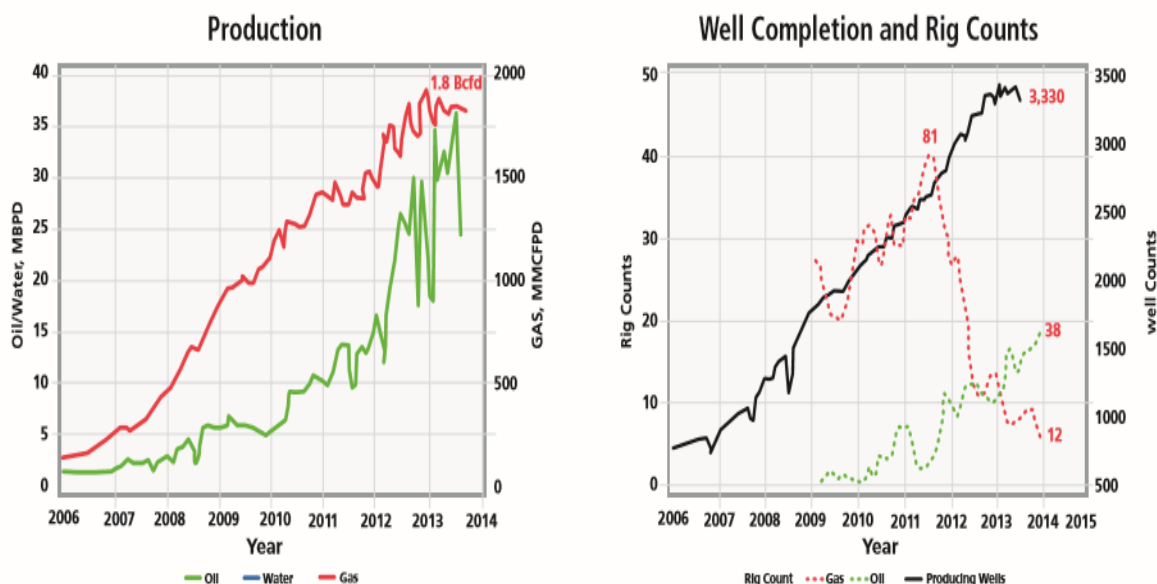 Production
40
35
30
25
20
15
10
5
0
Oil/Water, MBPD
2000
1500
1000
500
0
GAS, MMCFPD
1.8 Bcfd
2006 2007 2008 2009 2010 2011 2012 2013 2014
Year
Oil Water Gas
Well Completion and Rig Counts
50
40
30
20
10
0
Rig Counts
3500
3000
2500
2000
1500
1000
500
well Counts
3,330
81
38
12
2006 2007 2008 2009 2010 2011 2012 2013 2014 2015
Year
Rig Count Gas Oil Producing Wells